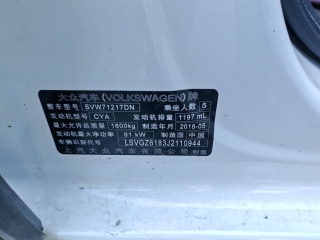 大众汽车(VOLKSWAGEN)牌
整车型号 SVW71217DN 乘坐人数 5
发动机型号 CYA 发动机排量 1197 mL
最大允许总质量 1800kg 制造年月 2018-05
发动机最大净功率 81 kW 制造国 中国
车辆识别代号 LSVGZ6183J2110944
上汽大众汽车有限公司 制造